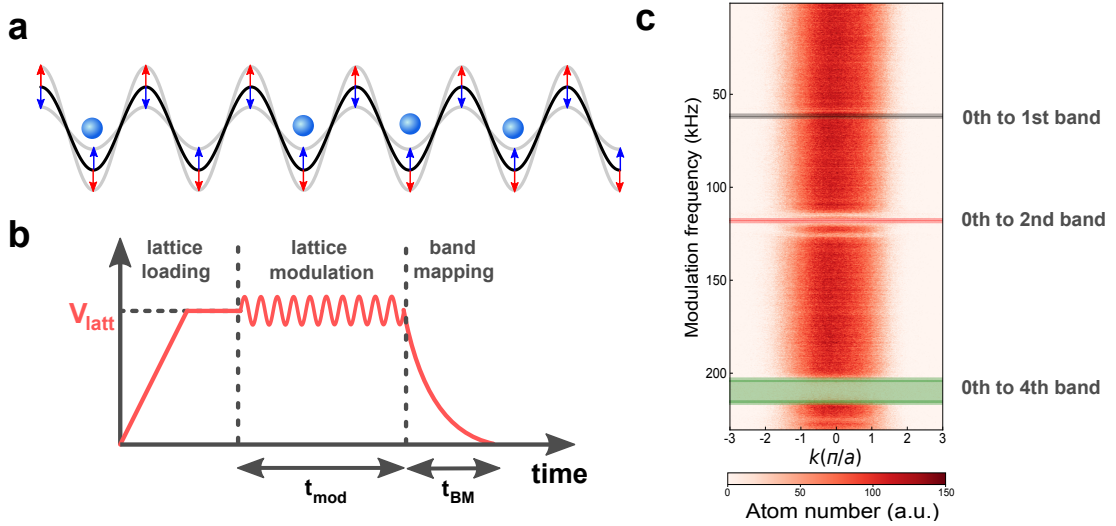 a
b
lattice
loading
lattice
modulation
band
mapping
V_latt
time
t_mod
t_BM
c
Modulation frequency (kHz)
50
100
150
200
0th to 1st band
0th to 2nd band
0th to 4th band
-3 -2 -1 0 1 2 3
k(π/a)
0 50 100 150
Atom number (a.u.)